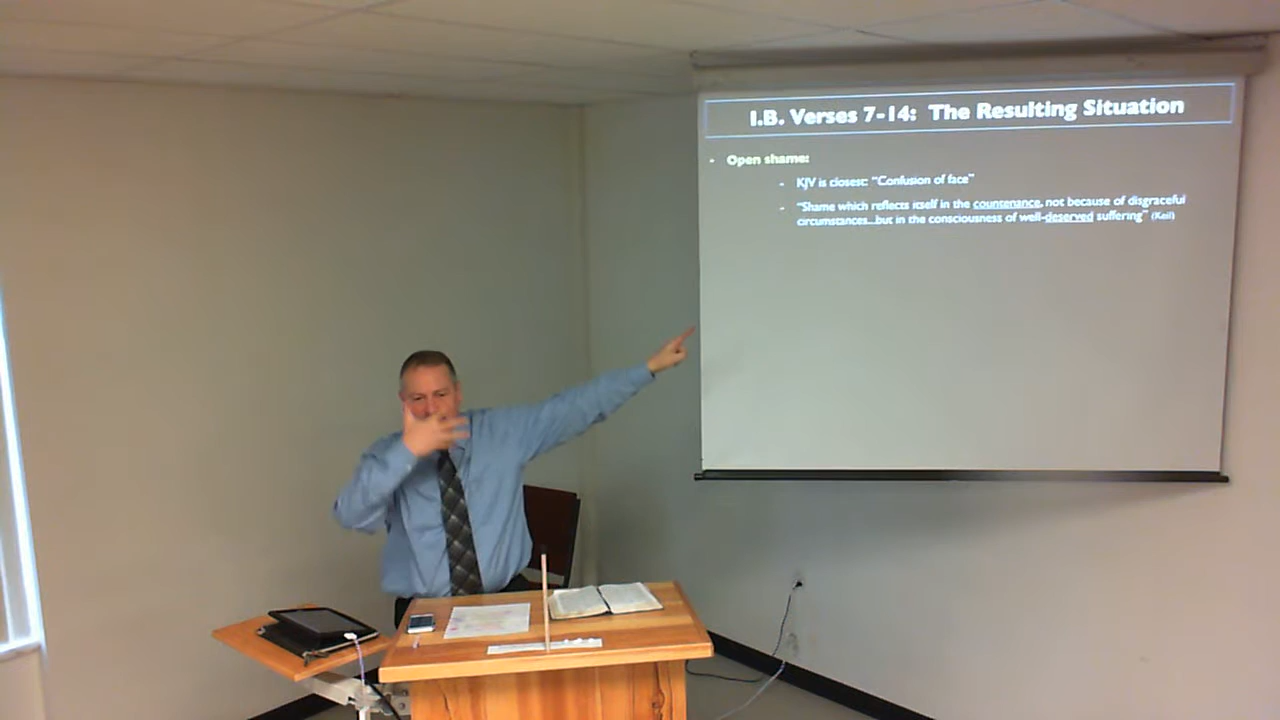 I.B. Verses 7-14: The Resulting Situation
• Open shame:
- KJV is closest: "Confusion of face"
- "Shame which reflects itself in the countenance, not because of disgraceful
circumstances...but in the consciousness of well-deserved suffering" (Keil)